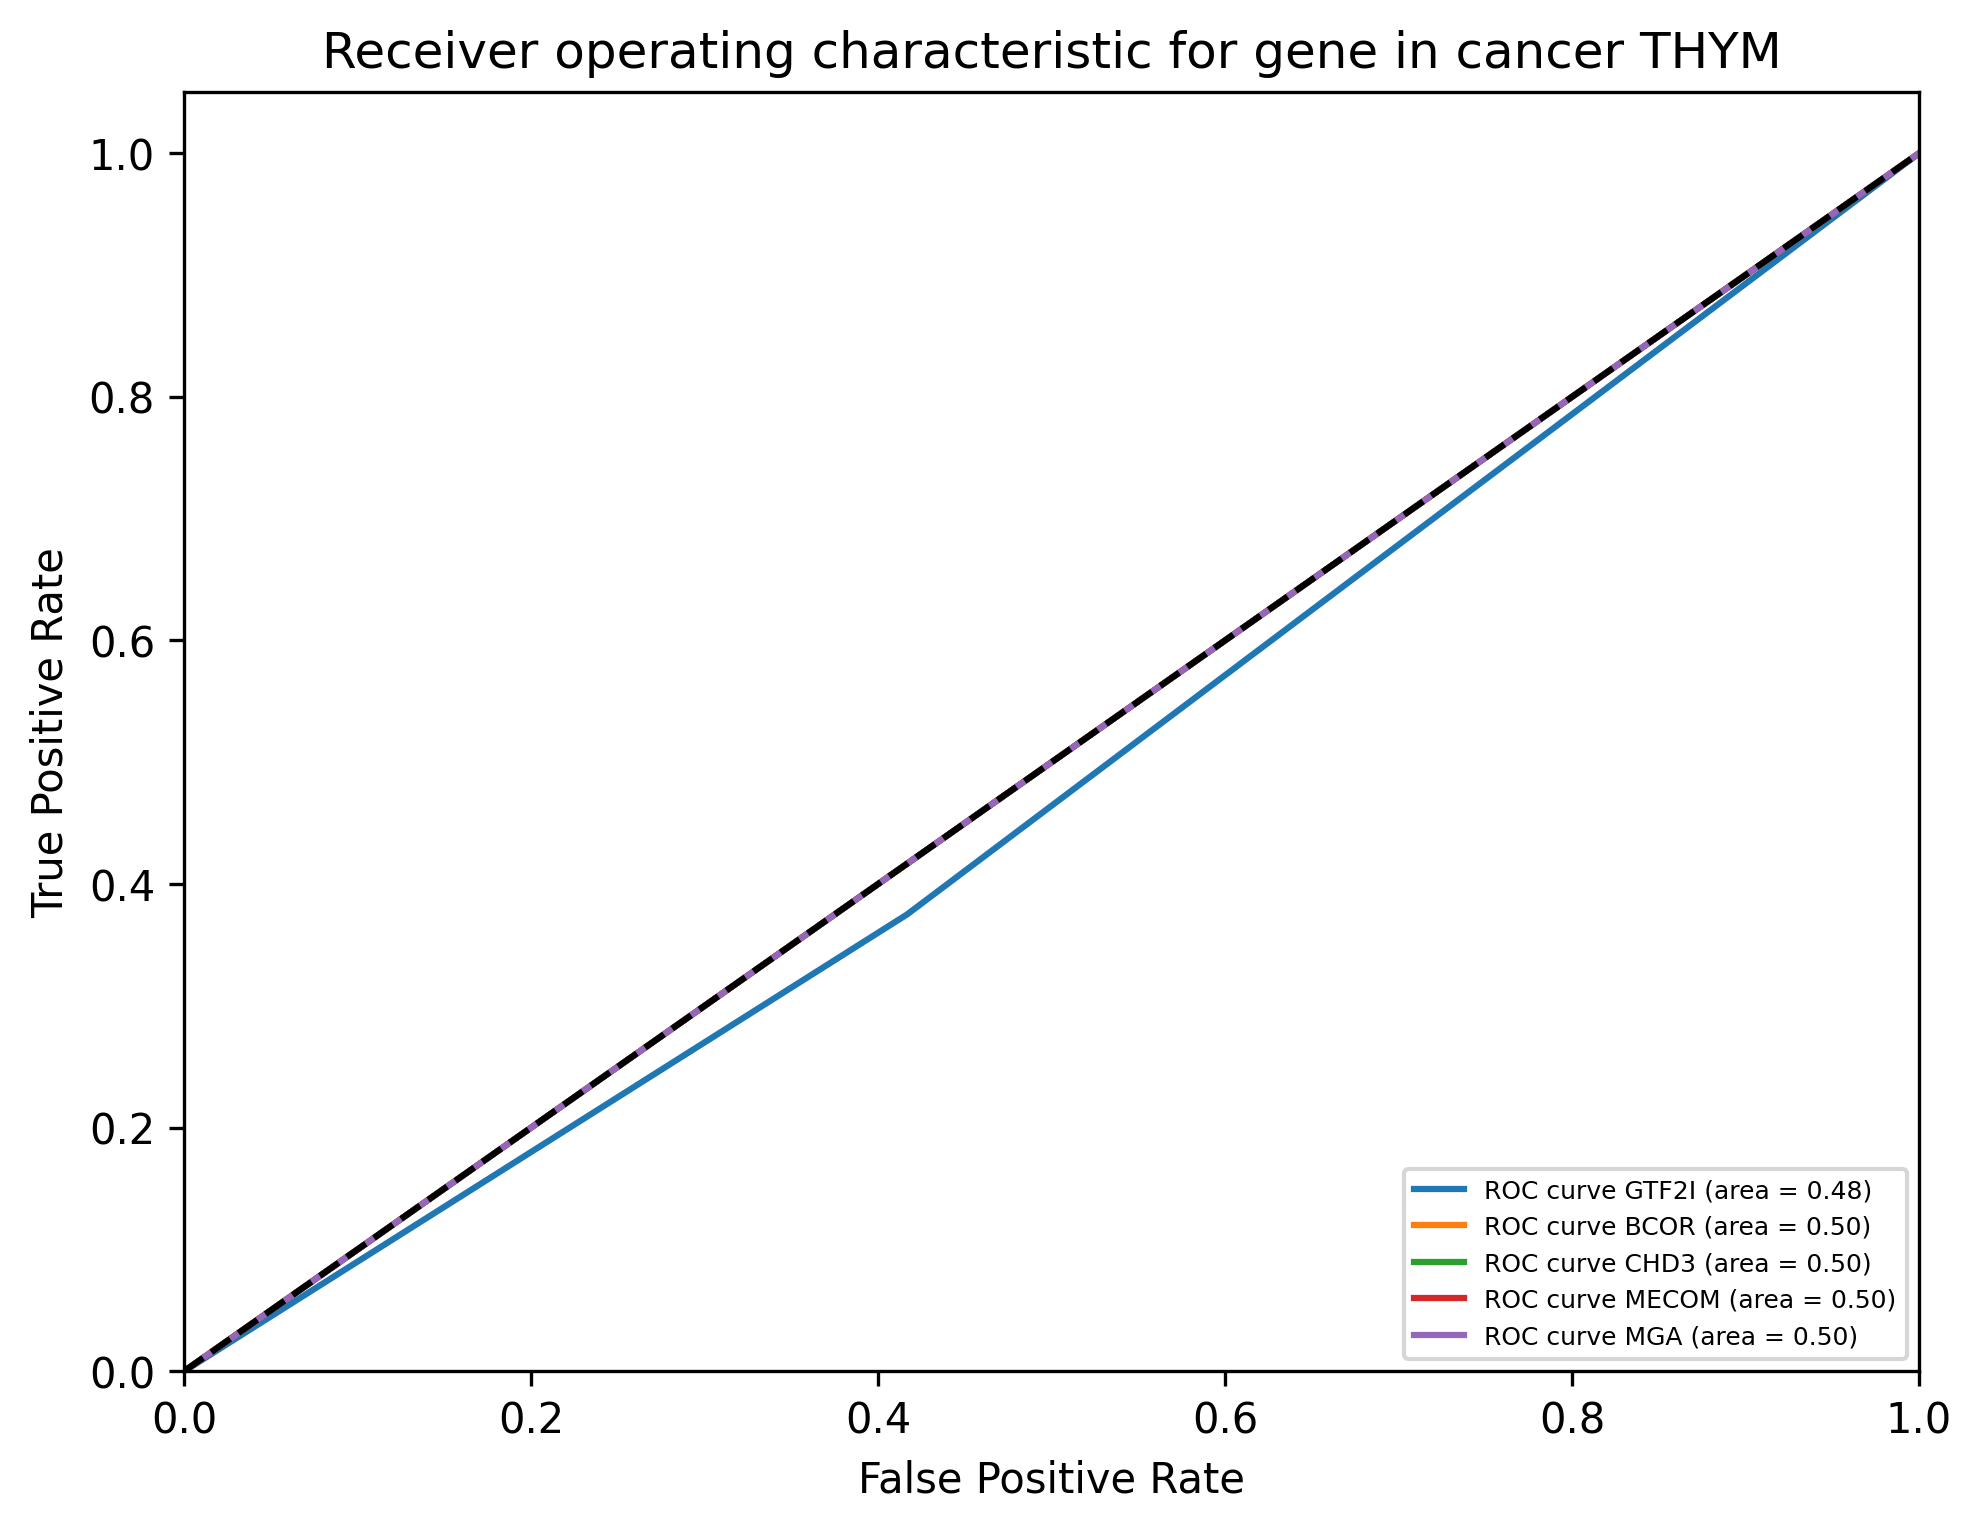 Receiver operating characteristic for gene in cancer THYM
1.0
0.8
0.6
0.4
0.2
0.0
True Positive Rate
ROC curve GTF2I (area = 0.48)
ROC curve BCOR (area = 0.50)
ROC curve CHD3 (area = 0.50)
ROC curve MECOM (area = 0.50)
ROC curve MGA (area = 0.50)
0.0 0.2 0.4 0.6 0.8 1.0
False Positive Rate